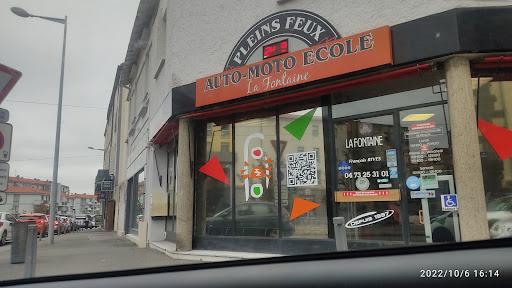 PLEINS FEUX
AUTO-MOTO ECOLE
La Fontaine
LA FONTAINE
04 73 25 31 01
DEPUIS 1987
2022/10/6 16:14